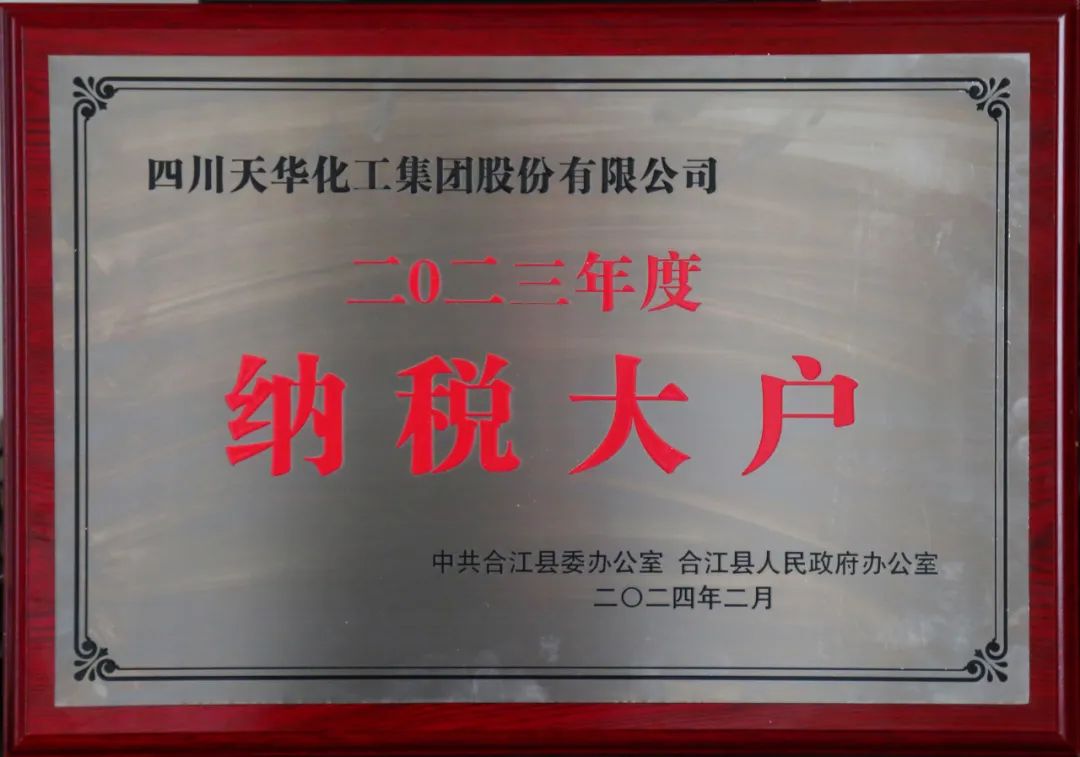 四川天华化工集团股份有限公司
二0二三年度
纳税大户
中共合江县委办公室 合江县人民政府办公室
二〇二四年二月